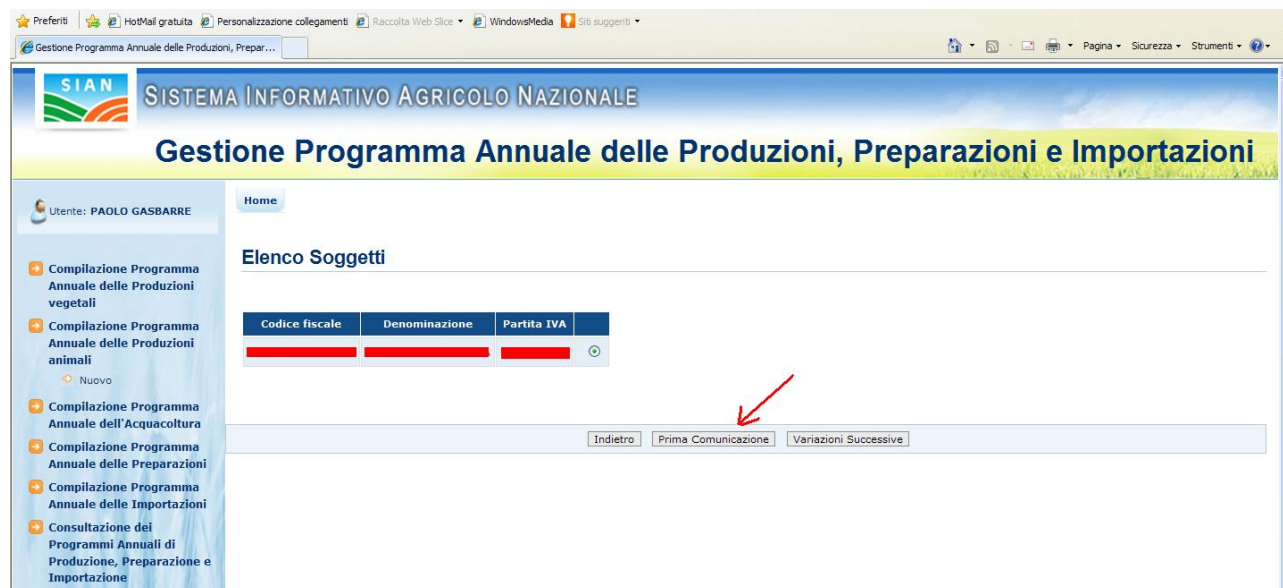 Preferiti HotMail gratuita Personalizzazione collegamenti Raccolta Web Slice WindowsMedia Siti suggeriti
Gestione Programma Annuale delle Produzioni, Prepar... Pagina Sicurezza Strumenti
SIAN
SISTEMA INFORMATIVO AGRICOLO NAZIONALE
Gestione Programma Annuale delle Produzioni, Preparazioni e Importazioni
Utente: PAOLO GASBARRE
Home
Elenco Soggetti
Compilazione Programma
Annuale delle Produzioni
vegetali
Compilazione Programma
Annuale delle Produzioni
animali
Nuovo
Compilazione Programma
Annuale dell'Acquacoltura
Compilazione Programma
Annuale delle Preparazioni
Compilazione Programma
Annuale delle Importazioni
Consultazione dei
Programmi Annuali di
Produzione, Preparazione e
Importazione
Codice fiscale Denominazione Partita IVA
Indietro Prima Comunicazione Variazioni Successive